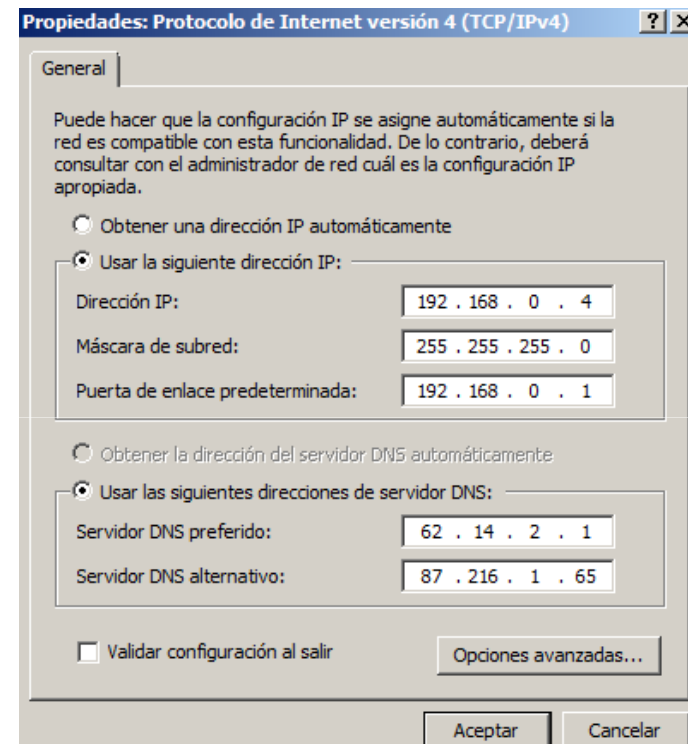 Propiedades: Protocolo de Internet versión 4 (TCP/IPv4)
General
Puede hacer que la configuración IP se asigne automáticamente si la
red es compatible con esta funcionalidad. De lo contrario, deberá
consultar con el administrador de red cuál es la configuración IP
apropiada.
Obtener una dirección IP automáticamente
Usar la siguiente dirección IP:
Dirección IP: 192 . 168 . 0 . 4
Máscara de subred: 255 . 255 . 255 . 0
Puerta de enlace predeterminada: 192 . 168 . 0 . 1
Obtener la dirección del servidor DNS automáticamente
Usar las siguientes direcciones de servidor DNS:
Servidor DNS preferido: 62 . 14 . 2 . 1
Servidor DNS alternativo: 87 . 216 . 1 . 65
Validar configuración al salir
Opciones avanzadas...
Aceptar Cancelar